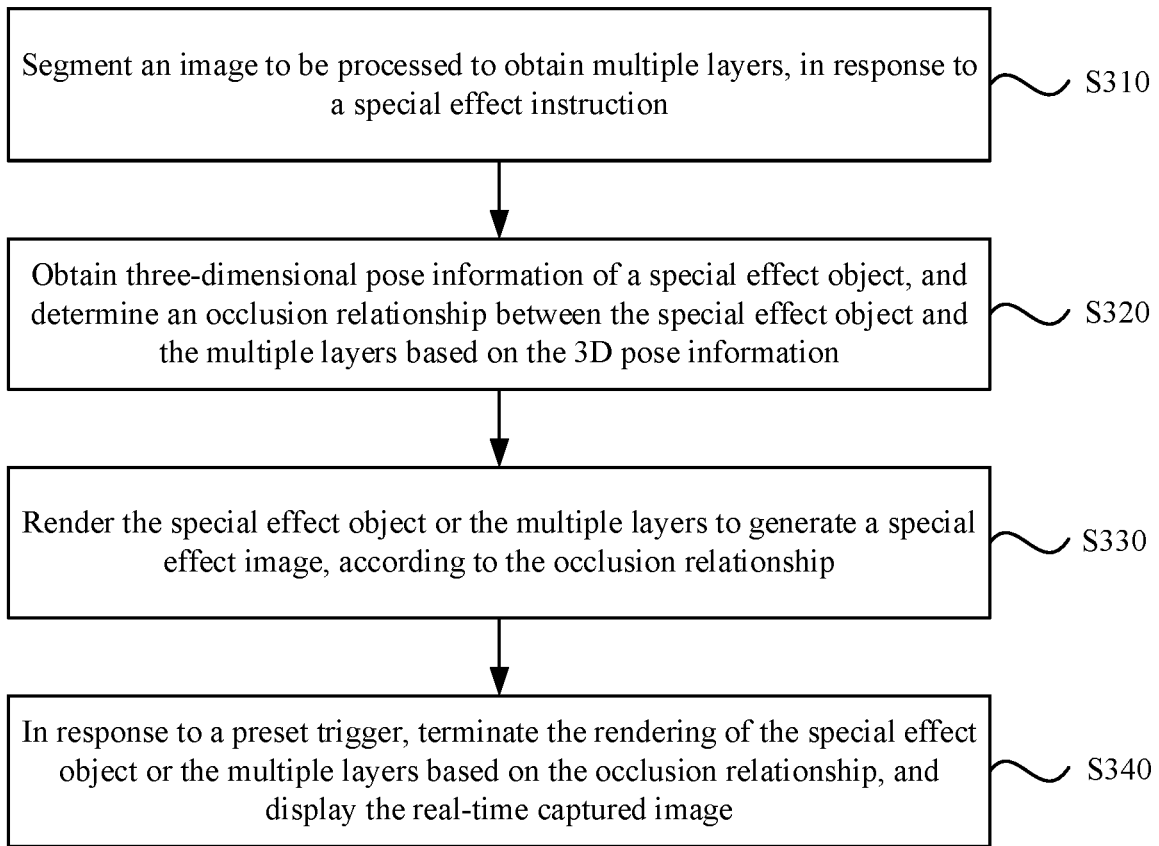 Segment an image to be processed to obtain multiple layers, in response to
a special effect instruction
S310
Obtain three-dimensional pose information of a special effect object, and
determine an occlusion relationship between the special effect object and
the multiple layers based on the 3D pose information
S320
Render the special effect object or the multiple layers to generate a special
effect image, according to the occlusion relationship
S330
In response to a preset trigger, terminate the rendering of the special effect
object or the multiple layers based on the occlusion relationship, and
display the real-time captured image
S340